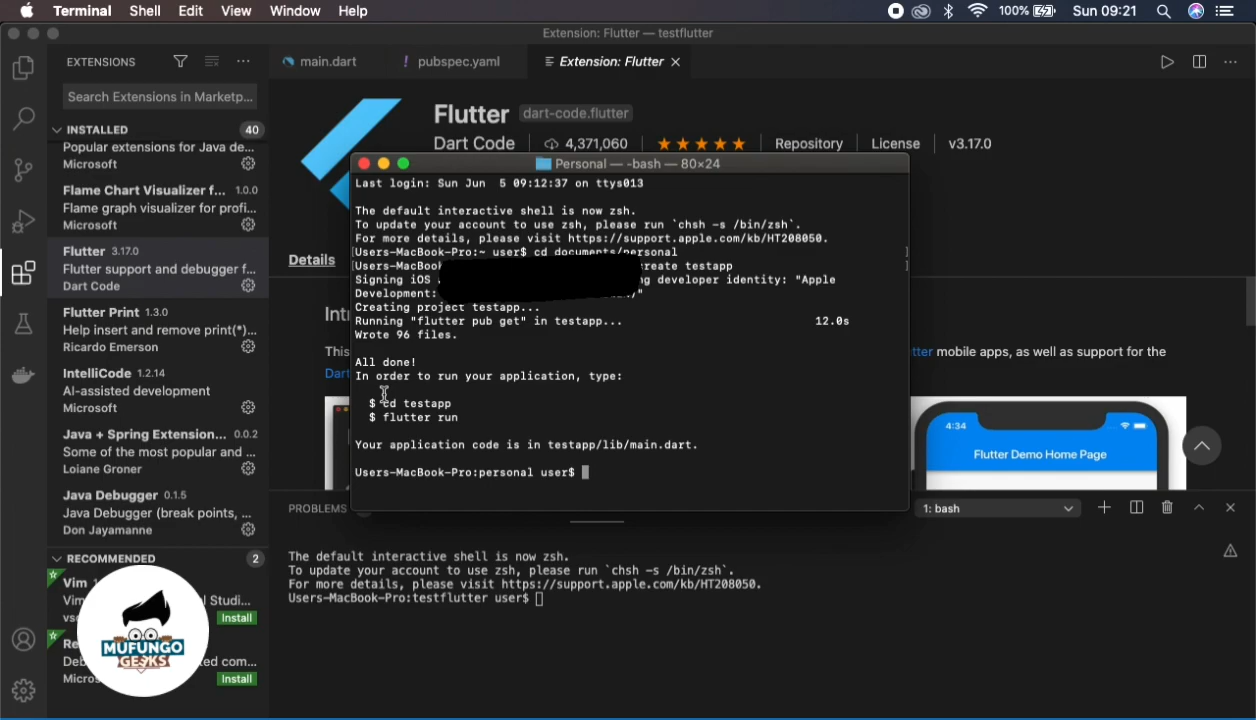 Terminal Shell Edit View Window Help 100% Sun 09:21
Extension: Flutter — testflutter
EXTENSIONS
main.dart
! pubspec.yaml
Extension: Flutter
Search Extensions in Marketp...
INSTALLED 40
Popular extensions for Java de...
Microsoft
Flame Chart Visualizer f... 1.0.0
Flame graph visualizer for profi...
Microsoft
Flutter 3.17.0
Flutter support and debugger f...
Dart Code
Flutter Print 1.3.0
Help insert and remove print(*)...
Ricardo Emerson
IntelliCode 1.2.14
AI-assisted development
Microsoft
Java + Spring Extension... 0.0.2
Some of the most popular and ...
Loiane Groner
Java Debugger 0.1.5
Java Debugger (break points, ...
Don Jayamanne
RECOMMENDED 2
Vim
Studi...
Install
ted com...
Install
MUFUNGO
GEEKS
Flutter dart-code.flutter
Dart Code 4,371,060 Repository License v3.17.0
Details
This
Dart
tter mobile apps, as well as support for the
4:34
Flutter Demo Home Page
Personal — -bash — 80×24
Last login: Sun Jun 5 09:12:37 on ttys013
The default interactive shell is now zsh.
To update your account to use zsh, please run `chsh -s /bin/zsh`.
For more details, please visit https://support.apple.com/kb/HT208050.
[Users-MacBook-Pro:~ user$ cd documents/personal ]
[Users-MacBook create testapp ]
Signing iOS g developer identity: "Apple
Development: "
Creating project testapp...
Running "flutter pub get" in testapp... 12.0s
Wrote 96 files.
All done!
In order to run your application, type:
$ cd testapp
$ flutter run
Your application code is in testapp/lib/main.dart.
Users-MacBook-Pro:personal user$
PROBLEMS
1: bash
The default interactive shell is now zsh.
To update your account to use zsh, please run `chsh -s /bin/zsh`.
For more details, please visit https://support.apple.com/kb/HT208050.
Users-MacBook-Pro:testflutter user$